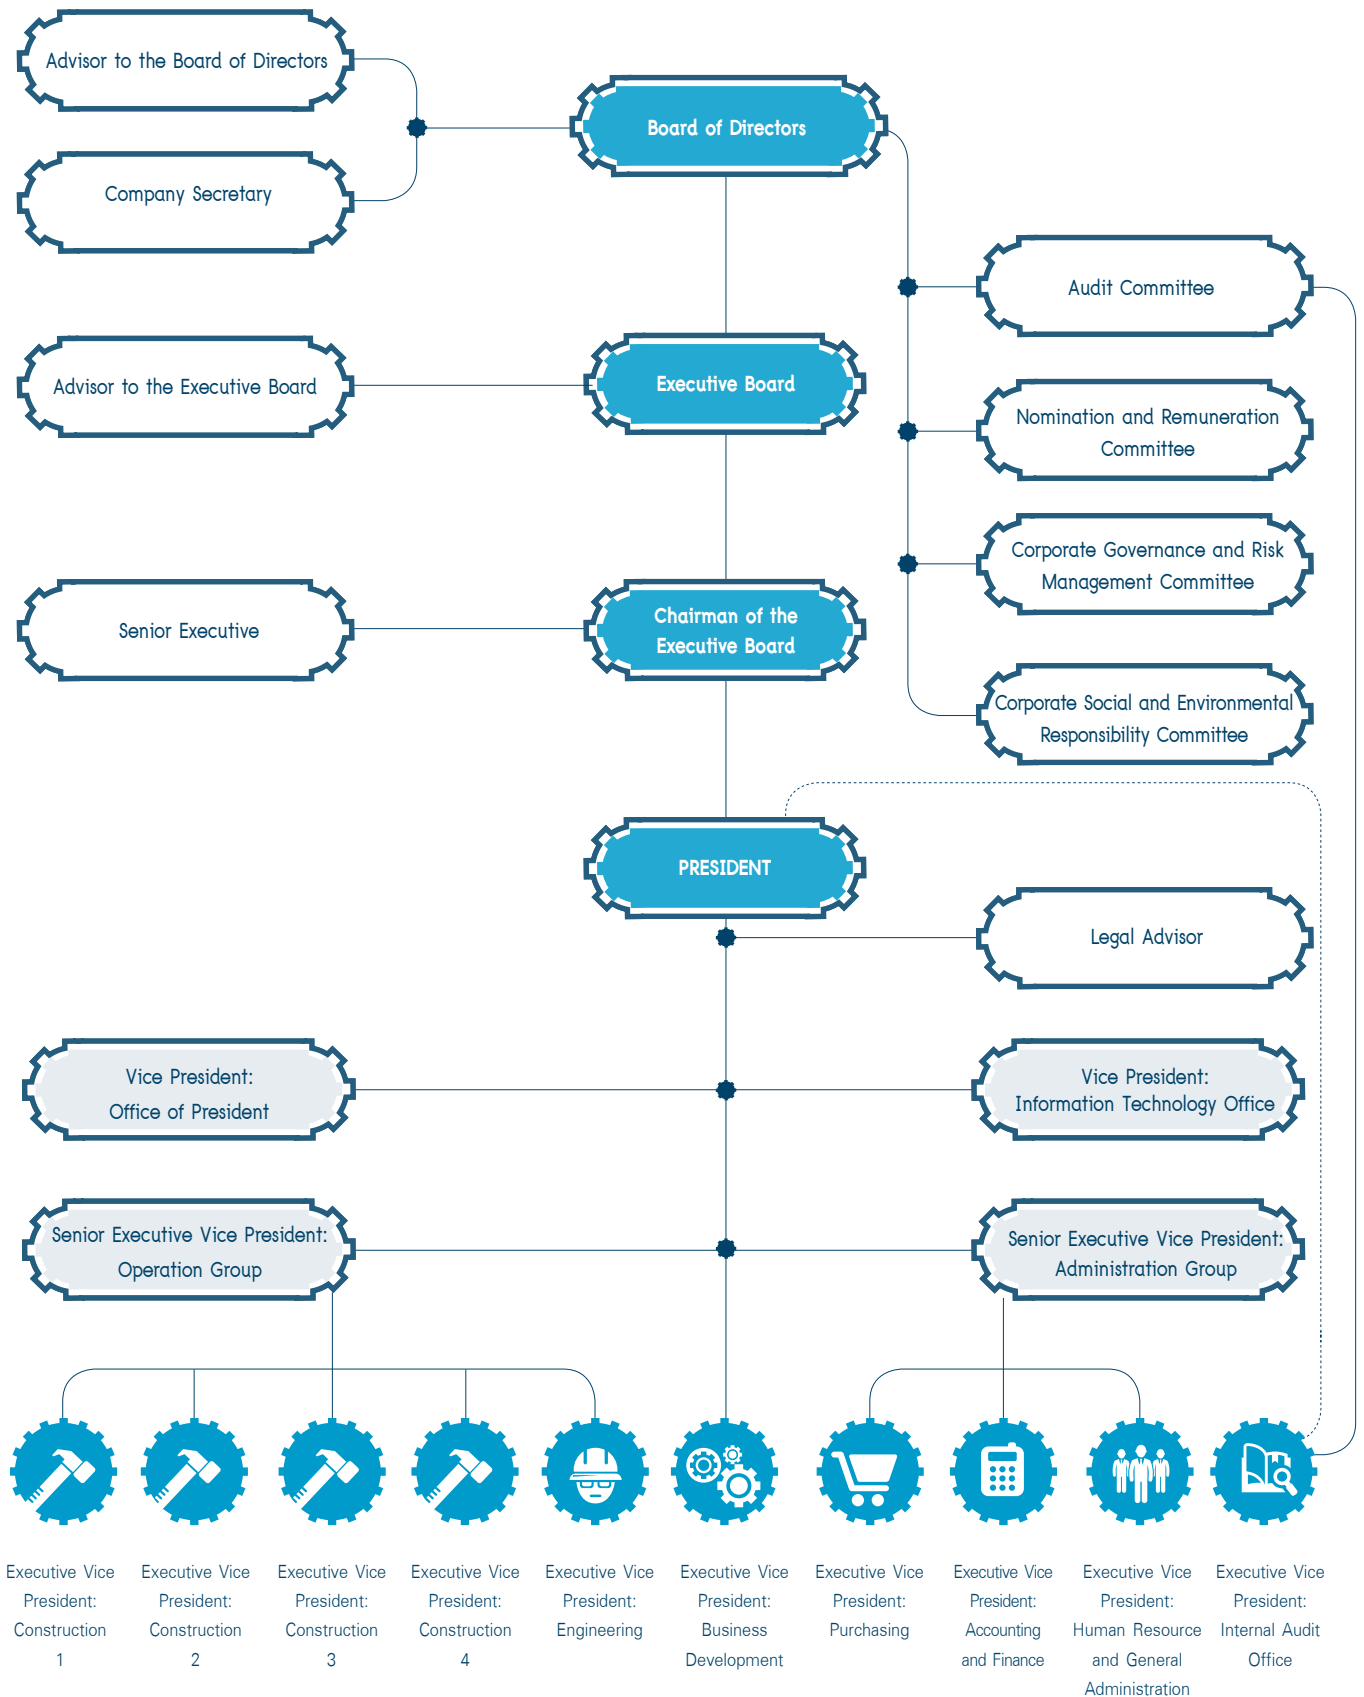 Advisor to the Board of Directors
Board of Directors
Company Secretary
Audit Committee
Advisor to the Executive Board
Executive Board
Nomination and Remuneration
Committee
Corporate Governance and Risk
Management Committee
Senior Executive
Chairman of the
Executive Board
Corporate Social and Environmental
Responsibility Committee
PRESIDENT
Legal Advisor
Vice President:
Office of President
Vice President:
Information Technology Office
Senior Executive Vice President:
Operation Group
Senior Executive Vice President:
Administration Group
Executive Vice
President:
Construction
1
Executive Vice
President:
Construction
2
Executive Vice
President:
Construction
3
Executive Vice
President:
Construction
4
Executive Vice
President:
Engineering
Executive Vice
President:
Business
Development
Executive Vice
President:
Purchasing
Executive Vice
President:
Accounting
and Finance
Executive Vice
President:
Human Resource
and General
Administration
Executive Vice
President:
Internal Audit
Office